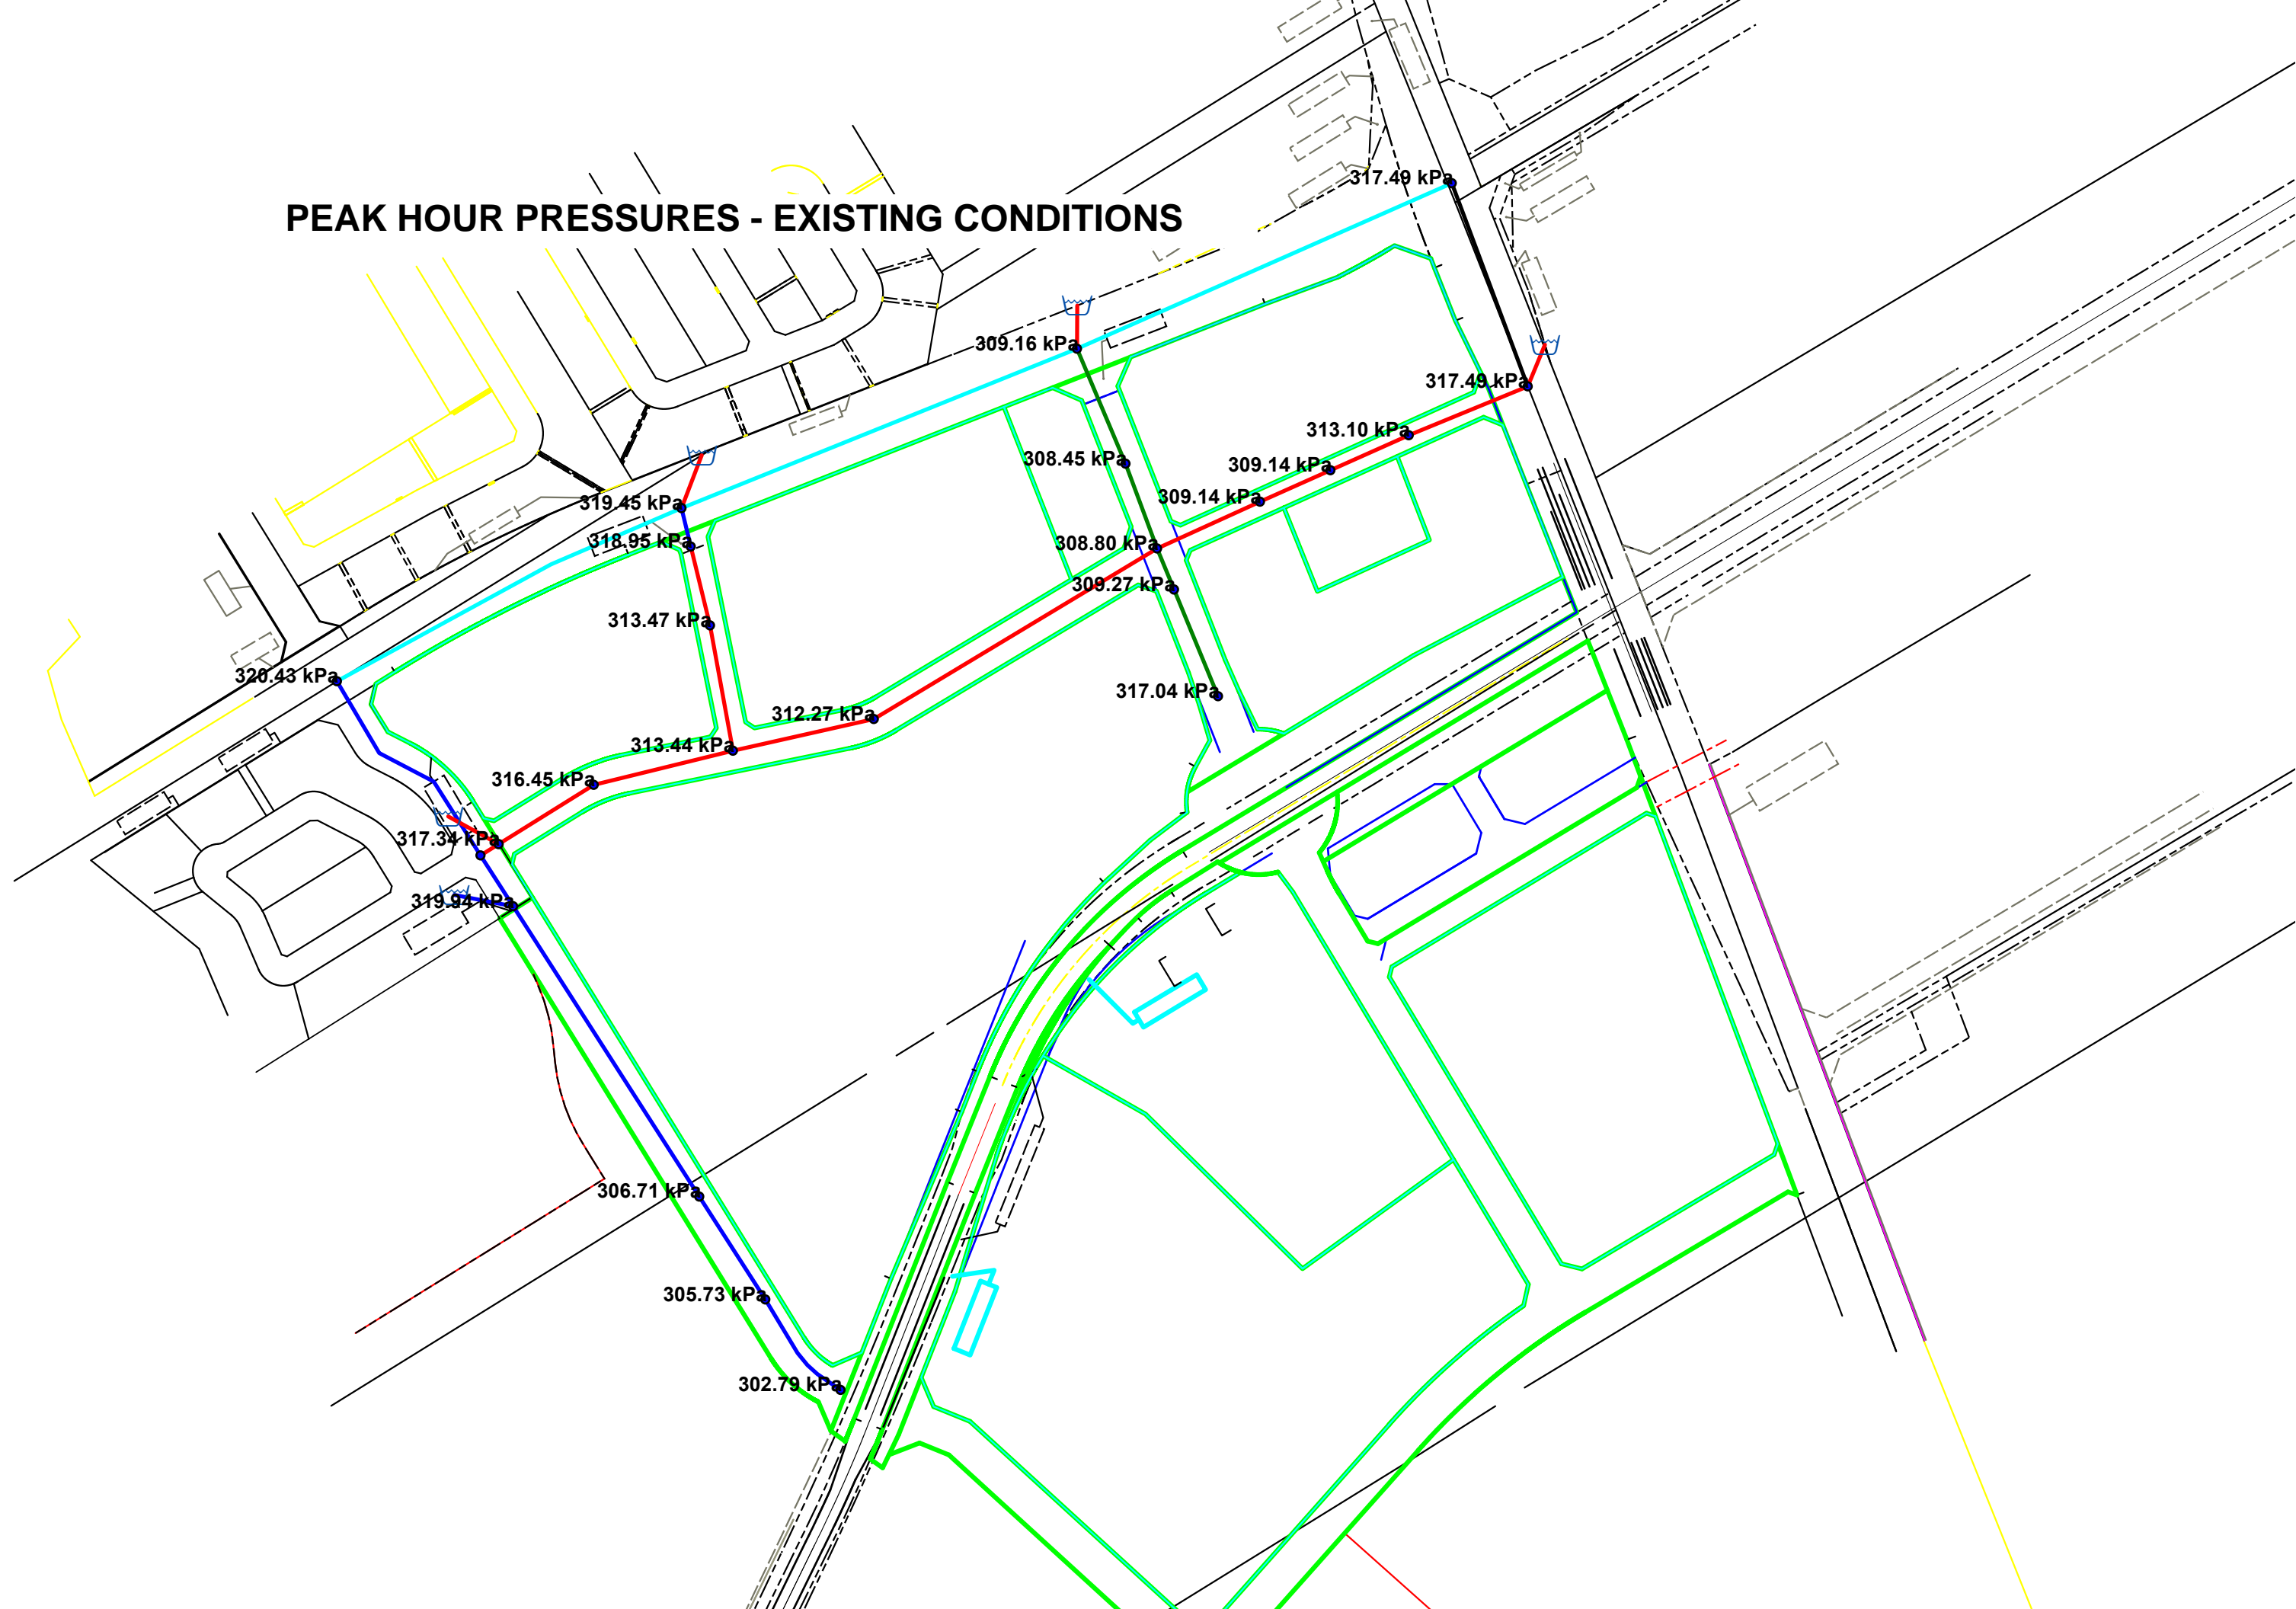 317.49 kPa
PEAK HOUR PRESSURES - EXISTING CONDITIONS
309.16 kPa
317.49 kPa
313.10 kPa
308.45 kPa
309.14 kPa
309.14 kPa
319.45 kPa
318.95 kPa
308.80 kPa
309.27 kPa
313.47 kPa
320.43 kPa
317.04 kPa
312.27 kPa
313.44 kPa
316.45 kPa
317.34 kPa
319.94 kPa
306.71 kPa
305.73 kPa
302.79 kPa